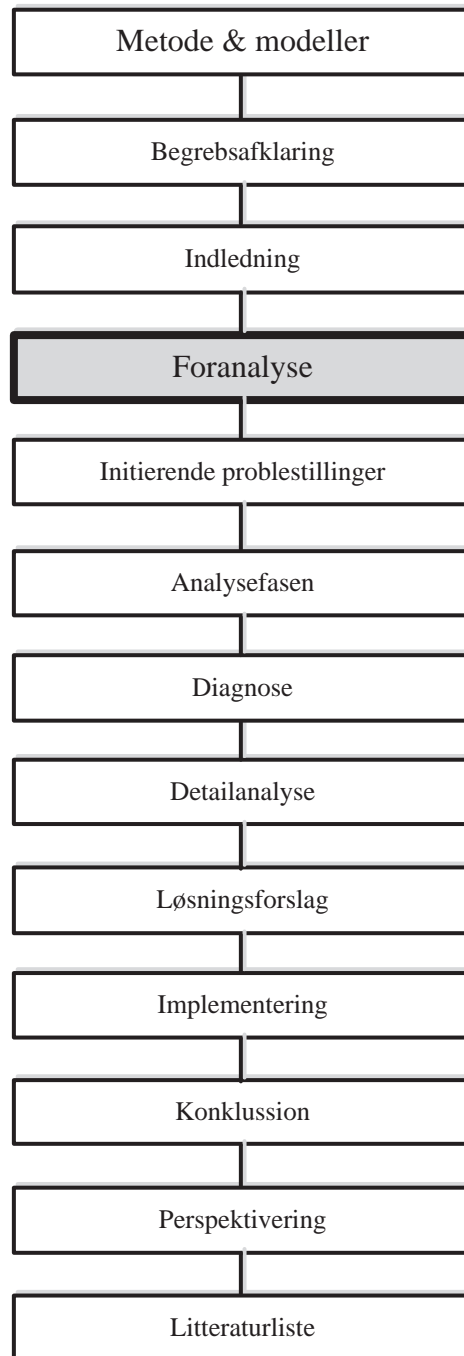 Metode & modeller
Begrebsafklaring
Indledning
Foranalyse
Initierende problestillinger
Analysefasen
Diagnose
Detailanalyse
Løsningsforslag
Implementering
Konklussion
Perspektivering
Litteraturliste